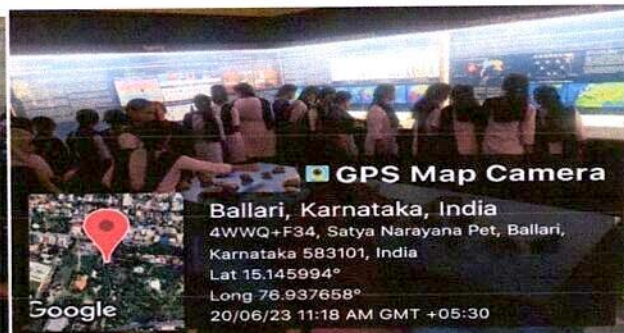 GPS Map Camera
Ballari, Karnataka, India
4WWQ+F34, Satya Narayana Pet, Ballari,
Karnataka 583101, India
Lat 15.145994°
Long 76.937658°
20/06/23 11:18 AM GMT +05:30
Google